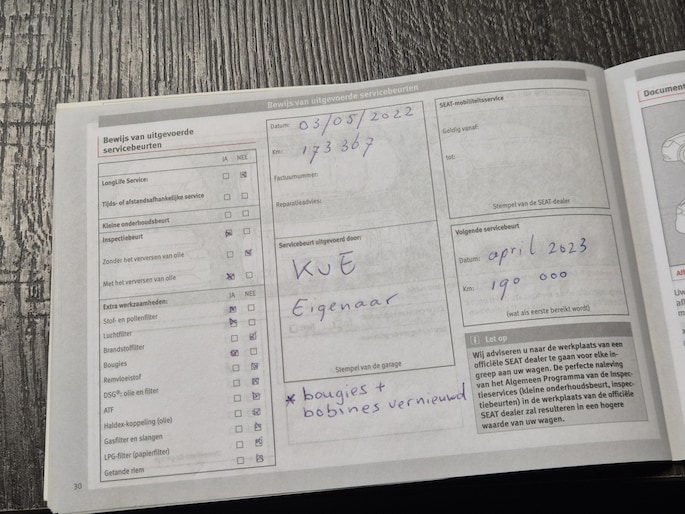 Bewijs van uitgevoerde servicebeurten
Bewijs van uitgevoerde
servicebeurten
JA NEE
LongLife Service:
Tijds- of afstandsafhankelijke service
Kleine onderhoudsbeurt
Inspectiebeurt
Zonder het verversen van olie
Met het verversen van olie
Extra werkzaamheden: JA NEE
Stof- en pollenfilter
Luchtfilter
Brandstoffilter
Bougies
Remvloeistof
DSG®: olie en filter
ATF
Haldex-koppeling (olie)
Gasfilter en slangen
LPG-filter (papierfilter)
Getande riem
30
Datum: 03/05/2022
Km: 173 367
Factuurnummer:
Reparatieadvies:
Servicebeurt uitgevoerd door:
KvE
Eigenaar
Stempel van de garage
* bougies +
bobines vernieuwd
SEAT-mobiliteitsservice
Geldig vanaf:
tot:
Stempel van de SEAT-dealer
Volgende servicebeurt
Datum: april 2023
Km: 190 000
(wat als eerste bereikt wordt)
i Let op
Wij adviseren u naar de werkplaats van een
officiële SEAT dealer te gaan voor elke in-
greep aan uw wagen. De perfecte naleving
van het Algemeen Programma van de Inspec-
tieservices (kleine onderhoudsbeurt, inspec-
tiebeurten) in de werkplaats van de officiële
SEAT dealer zal resulteren in een hogere
waarde van uw wagen.
Document